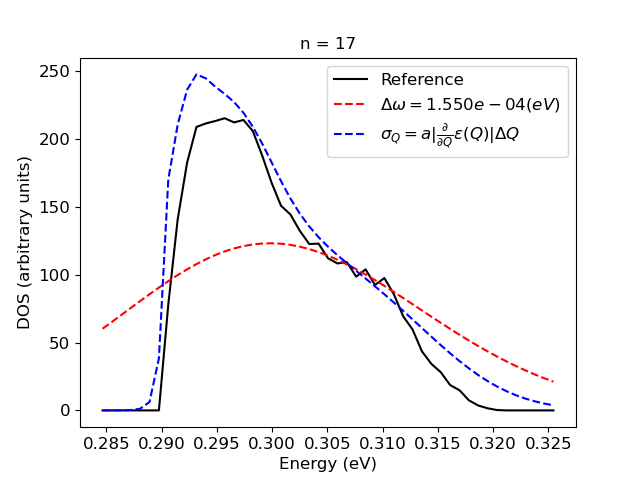 n = 17
250
200
150
100
50
0
DOS (arbitrary units)
Reference
Δω = 1.550e − 04(eV)
σ_Q = a|∂/∂Q ε(Q)|ΔQ
0.285 0.290 0.295 0.300 0.305 0.310 0.315 0.320 0.325
Energy (eV)